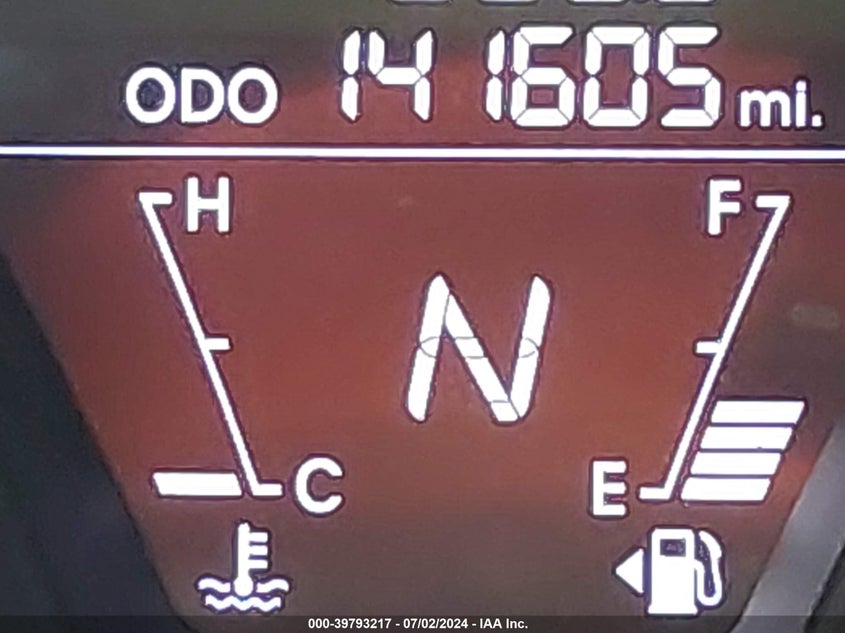 ODO 141605 mi.
H F
N
C E
000-39793217 - 07/02/2024 - IAA Inc.